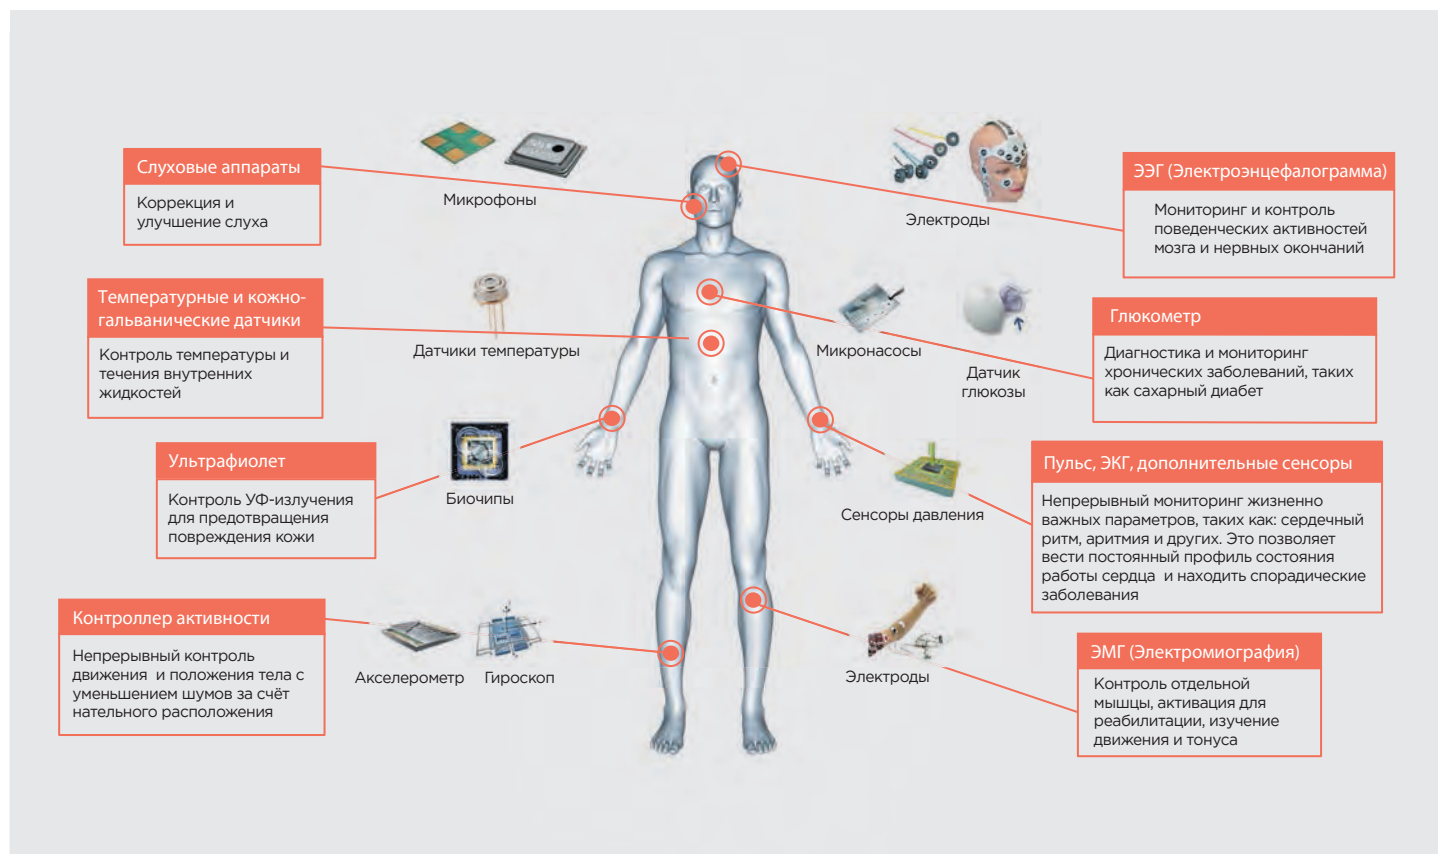 Слуховые аппараты
Коррекция и
улучшение слуха
Микрофоны
Электроды
ЭЭГ (Электроэнцефалограмма)
Мониторинг и контроль
поведенческих активностей
мозга и нервных окончаний
Температурные и кожно-
гальванические датчики
Контроль температуры и
течения внутренних
жидкостей
Датчики температуры
Микронасосы
Датчик
глюкозы
Глюкометр
Диагностика и мониторинг
хронических заболеваний, таких
как сахарный диабет
Ультрафиолет
Контроль УФ-излучения
для предотвращения
повреждения кожи
Биочипы
Сенсоры давления
Пульс, ЭКГ, дополнительные сенсоры
Непрерывный мониторинг жизненно
важных параметров, таких как: сердечный
ритм, аритмия и других. Это позволяет
вести постоянный профиль состояния
работы сердца и находить спорадические
заболевания
Контроллер активности
Непрерывный контроль
движения и положения тела с
уменьшением шумов за счёт
нательного расположения
Акселерометр
Гироскоп
Электроды
ЭМГ (Электромиография)
Контроль отдельной
мышцы, активация для
реабилитации, изучение
движения и тонуса